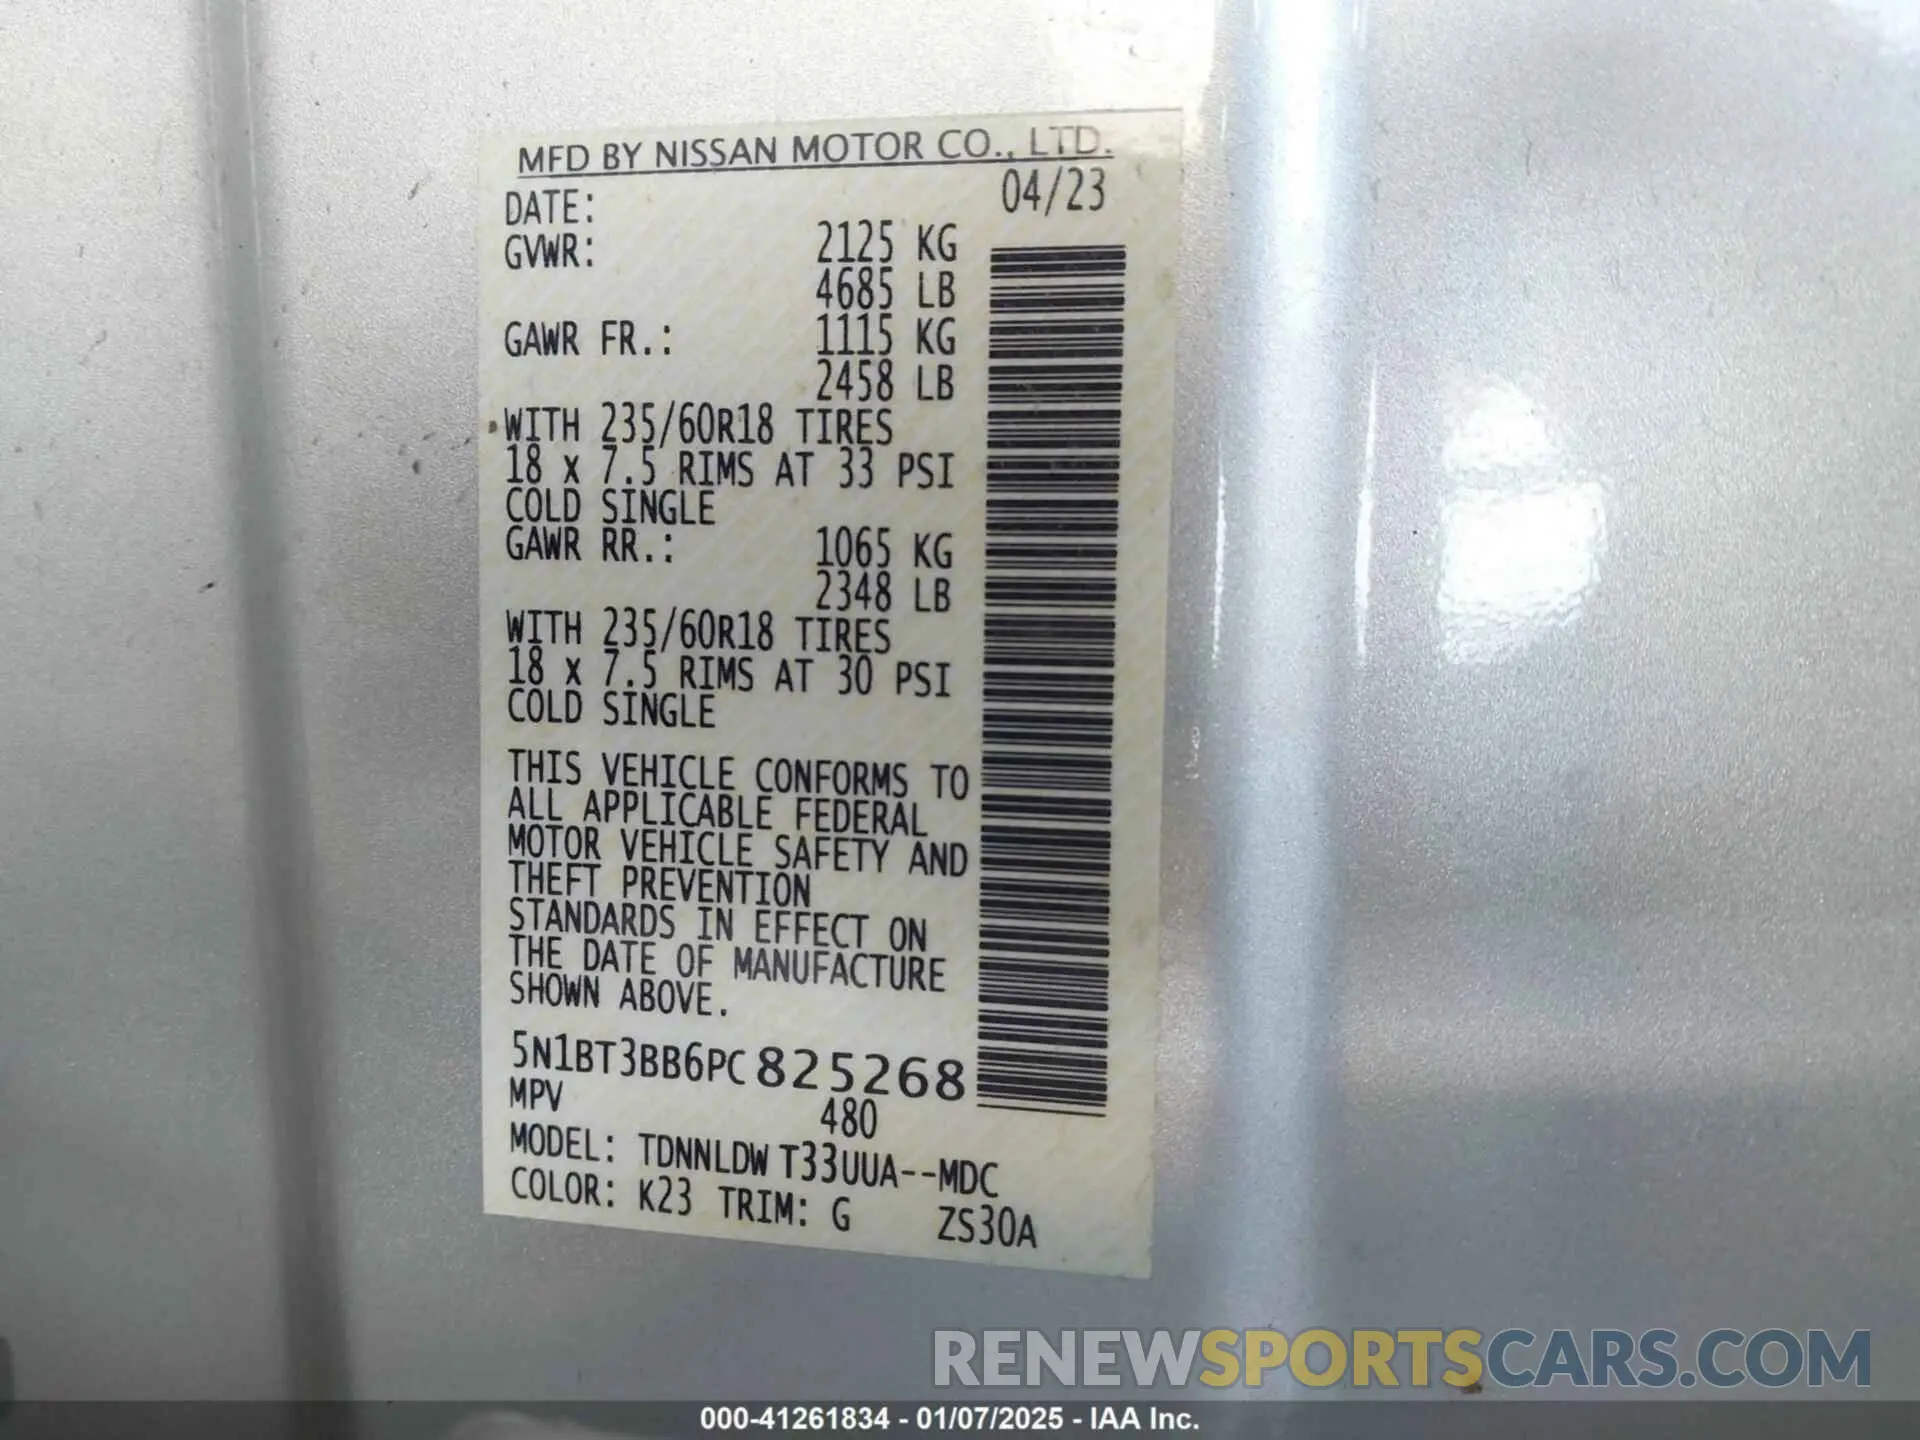 MFD BY NISSAN MOTOR CO., LTD.
DATE: 04/23
GVWR: 2125 KG
4685 LB
GAWR FR.: 1115 KG
2458 LB
WITH 235/60R18 TIRES
18 x 7.5 RIMS AT 33 PSI
COLD SINGLE
GAWR RR.: 1065 KG
2348 LB
WITH 235/60R18 TIRES
18 x 7.5 RIMS AT 30 PSI
COLD SINGLE
THIS VEHICLE CONFORMS TO
ALL APPLICABLE FEDERAL
MOTOR VEHICLE SAFETY AND
THEFT PREVENTION
STANDARDS IN EFFECT ON
THE DATE OF MANUFACTURE
SHOWN ABOVE.
5N1BT3BB6PC825268
MPV 480
MODEL: TDNNLDW T33UUA--MDC
COLOR: K23 TRIM: G ZS30A
RENEWSPORTSCARS.COM
000-41261834 - 01/07/2025 - IAA Inc.